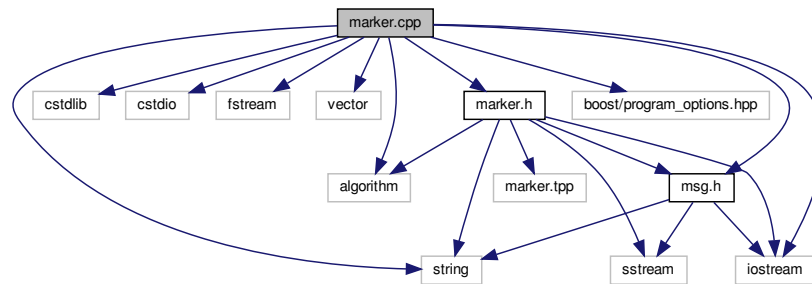 marker.cpp
cstdlib
cstdio
fstream
vector
marker.h
boost/program_options.hpp
algorithm
marker.tpp
msg.h
string
sstream
iostream